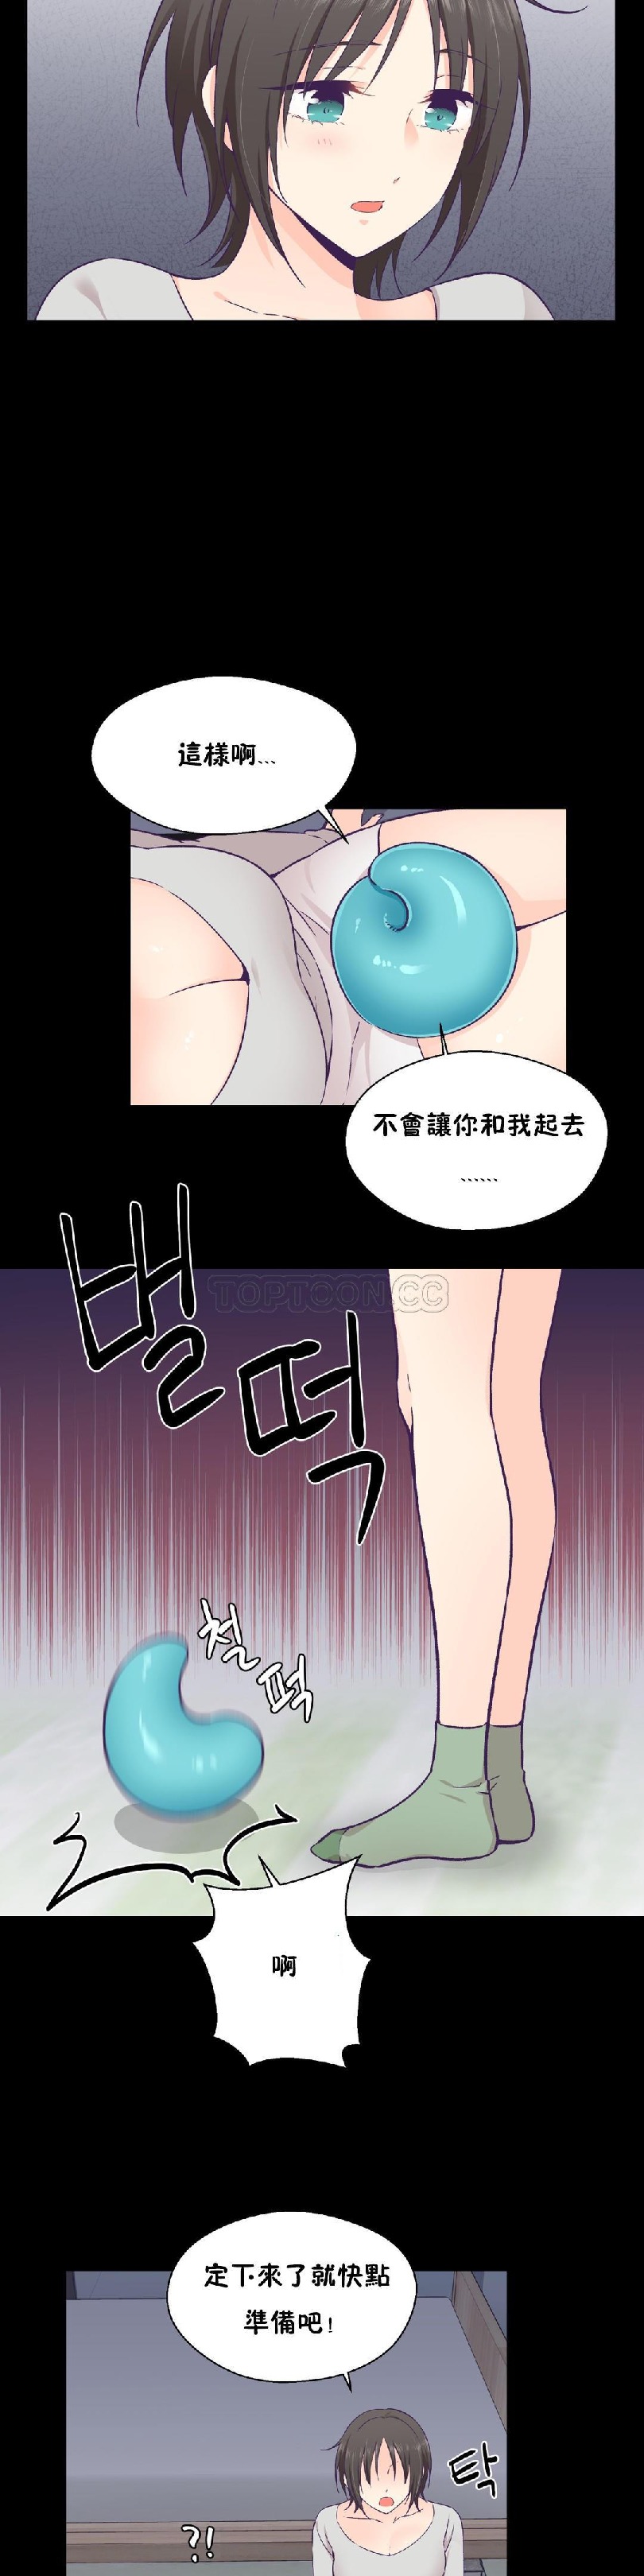 這樣啊...
不會讓你和我起去
......
TOPTOON.CC
벌
떡
철
퍽
啊
定下來了就快點
準備吧!
탁
?!